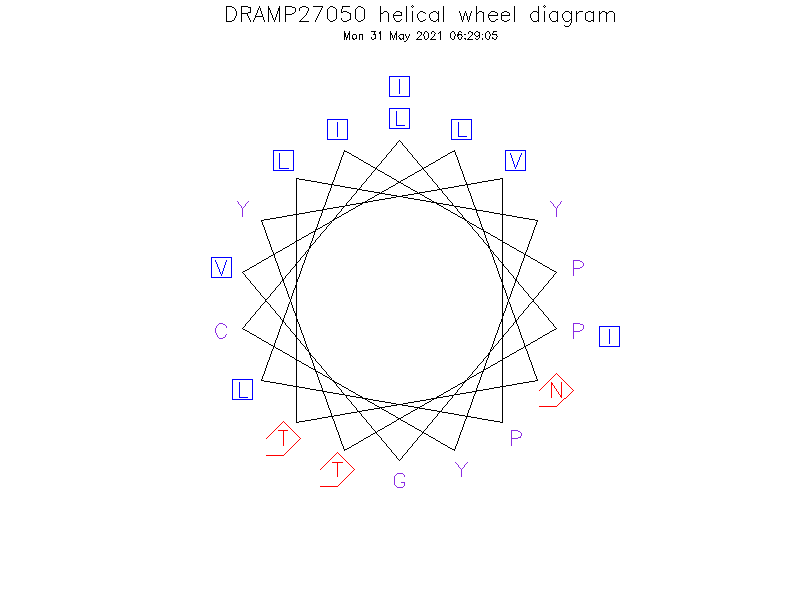 DRAMP27050 helical wheel diagram
Mon 31 May 2021 06:29:05
I
I L L
L V
Y Y
V P
C P I
L N
T P
T G Y